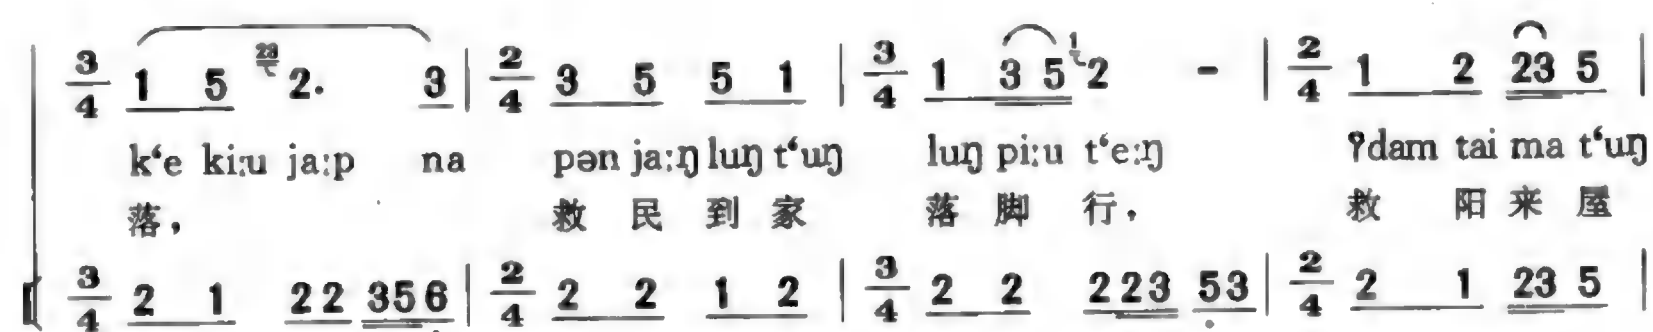 3/4 1 5 23 2. 3 | 2/4 3 5 5 1 | 3/4 1 3 5 1 2 - | 2/4 1 2 23 5 |
k‘e ki:u ja:p na pən ja:ŋ luŋ t‘uŋ luŋ pi:u t‘e:ŋ ʔdam tai ma t‘uŋ
落， 救 民 到 家 落 脚 行， 救 阳 来 屋
3/4 2 1 22 356 | 2/4 2 2 1 2 | 3/4 2 2 223 53 | 2/4 2 1 23 5 |